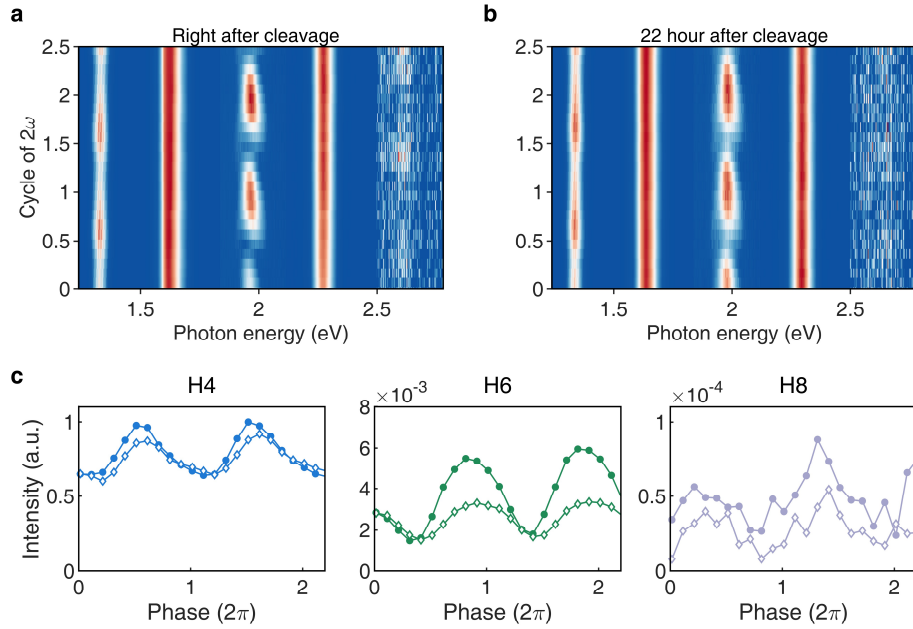 a
Right after cleavage
2.5
2
1.5
1
0.5
0
Cycle of 2ω
1.5
2
2.5
Photon energy (eV)
b
22 hour after cleavage
2.5
2
1.5
1
0.5
0
1.5
2
2.5
Photon energy (eV)
c
H4
1
0.5
0
Intensity (a.u.)
0
1
2
Phase (2π)
H6
×10⁻³
8
6
4
2
0
0
1
2
Phase (2π)
H8
×10⁻⁴
1
0.5
0
0
1
2
Phase (2π)